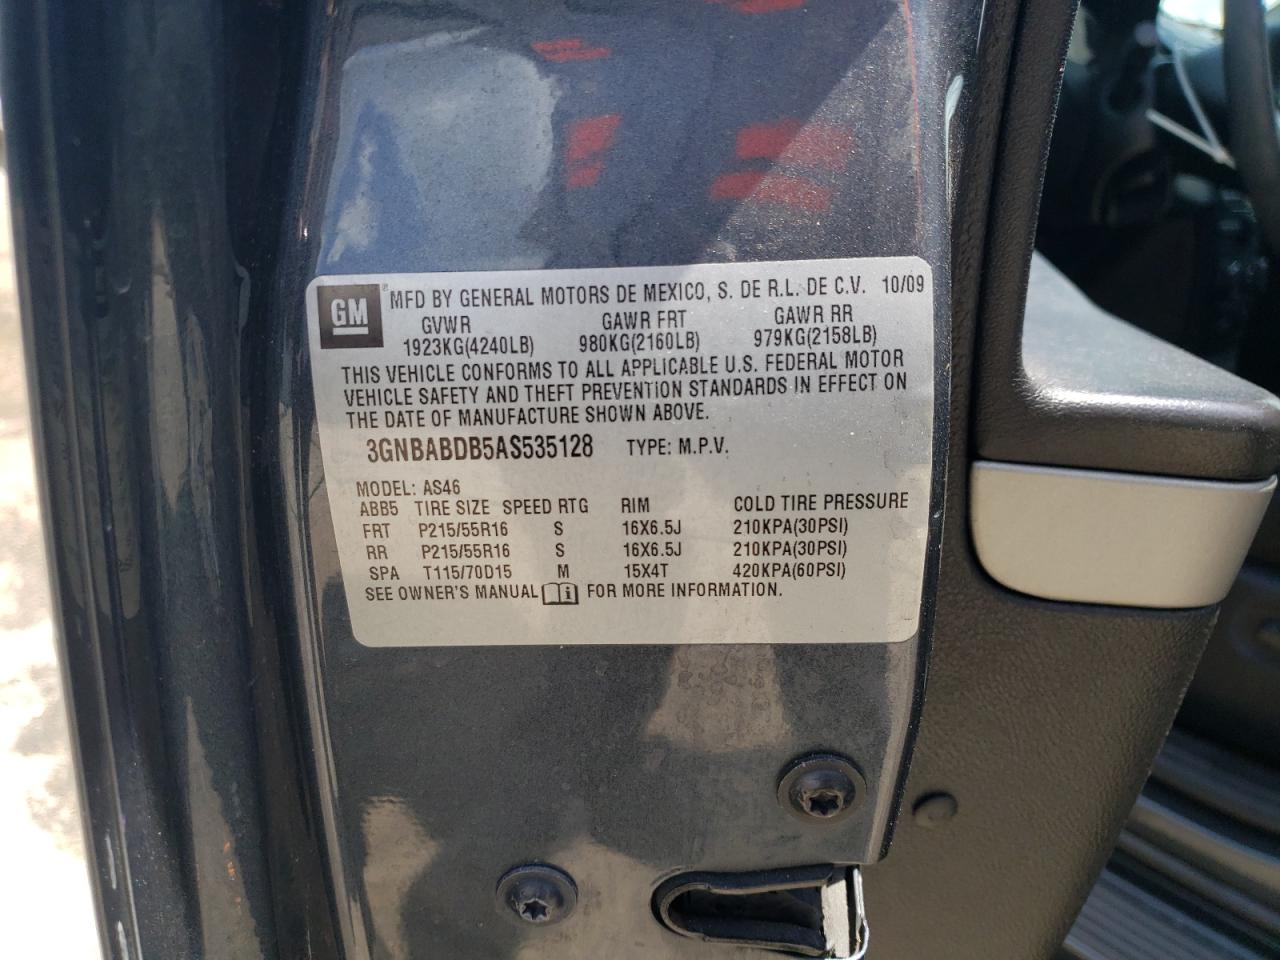 GM® MFD BY GENERAL MOTORS DE MEXICO, S. DE R.L. DE C.V. 10/09
GVWR GAWR FRT GAWR RR
1923KG(4240LB) 980KG(2160LB) 979KG(2158LB)
THIS VEHICLE CONFORMS TO ALL APPLICABLE U.S. FEDERAL MOTOR
VEHICLE SAFETY AND THEFT PREVENTION STANDARDS IN EFFECT ON
THE DATE OF MANUFACTURE SHOWN ABOVE.
3GNBABDB5AS535128 TYPE: M.P.V.
MODEL: AS46
ABB5 TIRE SIZE SPEED RTG RIM COLD TIRE PRESSURE
FRT P215/55R16 S 16X6.5J 210KPA(30PSI)
RR P215/55R16 S 16X6.5J 210KPA(30PSI)
SPA T115/70D15 M 15X4T 420KPA(60PSI)
SEE OWNER'S MANUAL i FOR MORE INFORMATION.